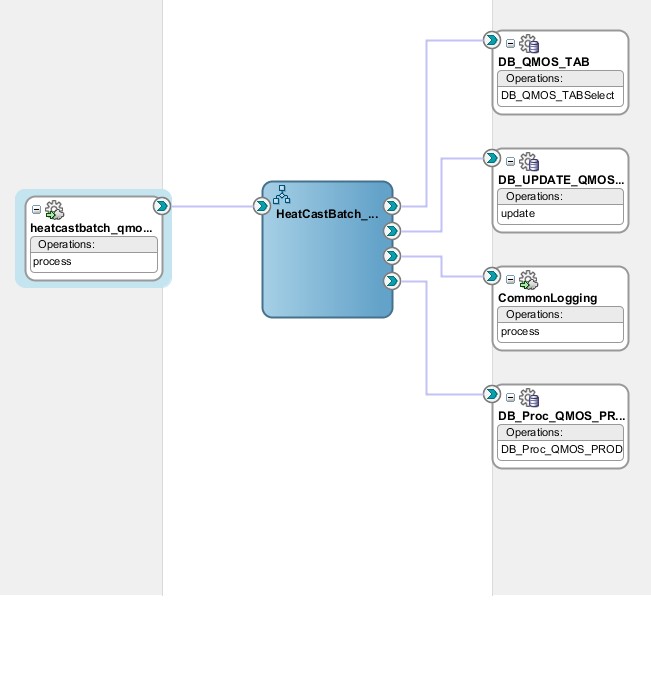 heatcastbatch_qmo...
Operations:
process
HeatCastBatch_...
DB_QMOS_TAB
Operations:
DB_QMOS_TABSelect
DB_UPDATE_QMOS...
Operations:
update
CommonLogging
Operations:
process
DB_Proc_QMOS_PR...
Operations:
DB_Proc_QMOS_PROD